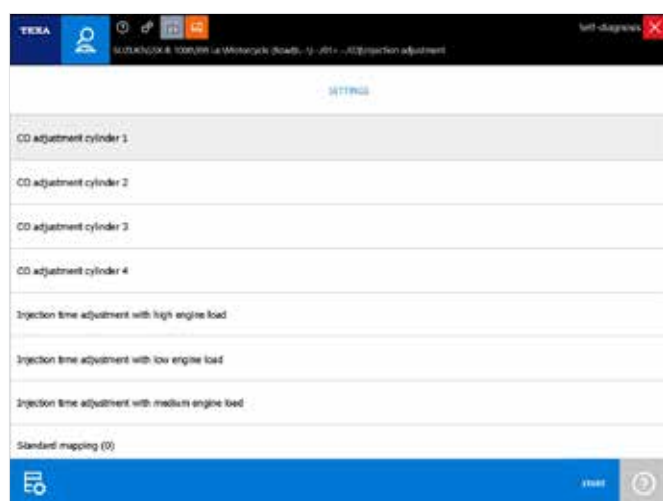 TEXA
Self-diagnosis
SETTINGS
CO adjustment cylinder 1
CO adjustment cylinder 2
CO adjustment cylinder 3
CO adjustment cylinder 4
Injection time adjustment with high engine load
Injection time adjustment with low engine load
Injection time adjustment with medium engine load
Standard mapping (0)
START